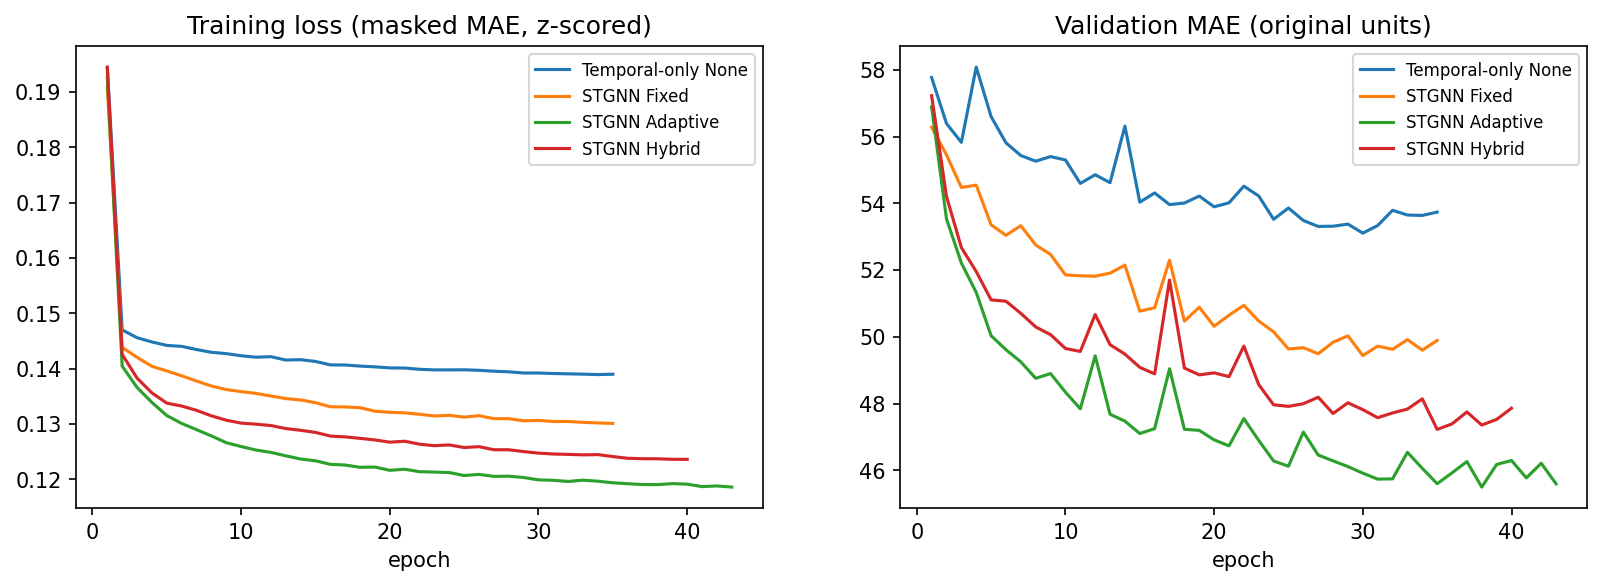 Training loss (masked MAE, z-scored)
0.19
0.18
0.17
0.16
0.15
0.14
0.13
0.12
0
10
20
30
40
epoch
Temporal-only None
STGNN Fixed
STGNN Adaptive
STGNN Hybrid
Validation MAE (original units)
58
56
54
52
50
48
46
0
10
20
30
40
epoch
Temporal-only None
STGNN Fixed
STGNN Adaptive
STGNN Hybrid